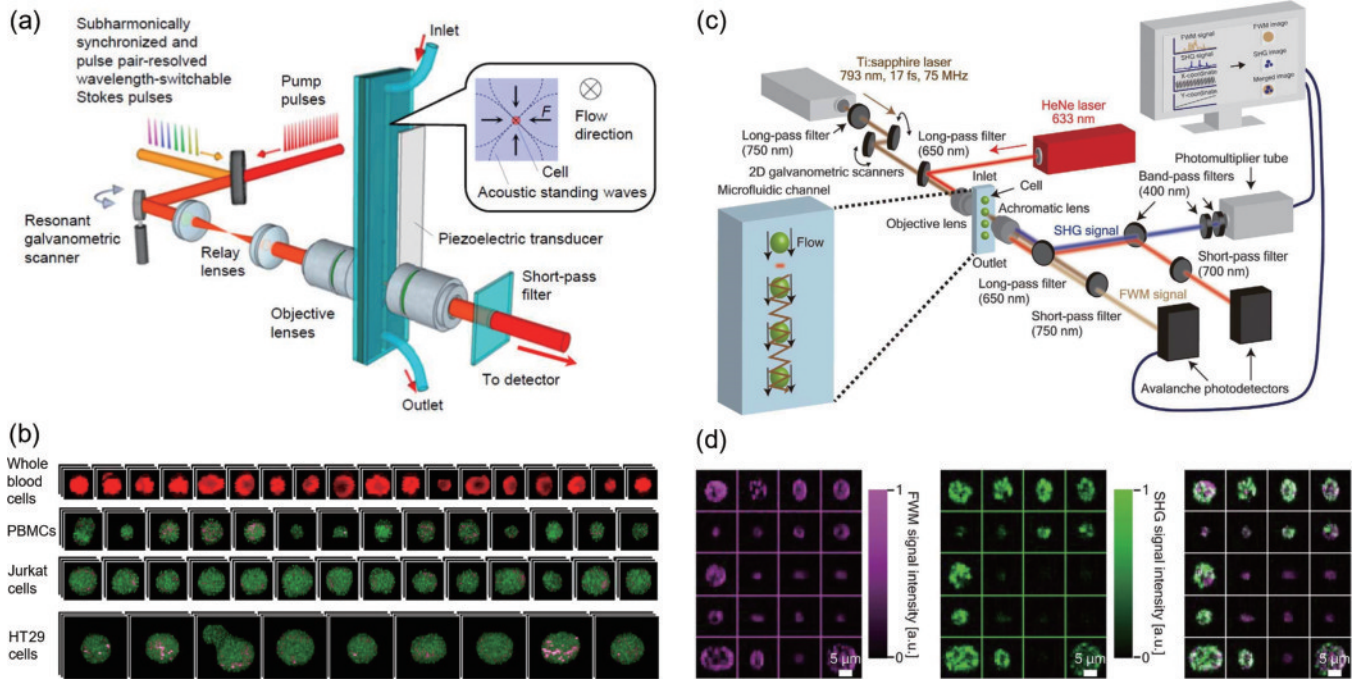 (a)
Subharmonically
synchronized and
pulse pair-resolved
wavelength-switchable
Stokes pulses
Pump
pulses
Inlet
F
Flow
direction
Cell
Acoustic standing waves
Resonant
galvanometric
scanner
Relay
lenses
Piezoelectric transducer
Objective
lenses
Short-pass
filter
To detector
Outlet
(b)
Whole
blood
cells
PBMCs
Jurkat
cells
HT29
cells
(c)
Ti:sapphire laser
793 nm, 17 fs, 75 MHz
HeNe laser
633 nm
FWM signal
SHG signal
X-coordinate
Y-coordinate
FWM image
SHG image
Merged image
Long-pass filter
(750 nm)
Long-pass filter
(650 nm)
2D galvanometric scanners
Microfluidic channel
Inlet
Cell
Achromatic lens
Objective lens
Flow
Outlet
SHG signal
Band-pass filters
(400 nm)
Photomultiplier tube
Short-pass filter
(700 nm)
Long-pass filter
(650 nm)
FWM signal
Short-pass filter
(750 nm)
Avalanche photodetectors
(d)
5 µm
1
FWM signal intensity [a.u.]
0
5 µm
1
SHG signal intensity [a.u.]
0
5 µm